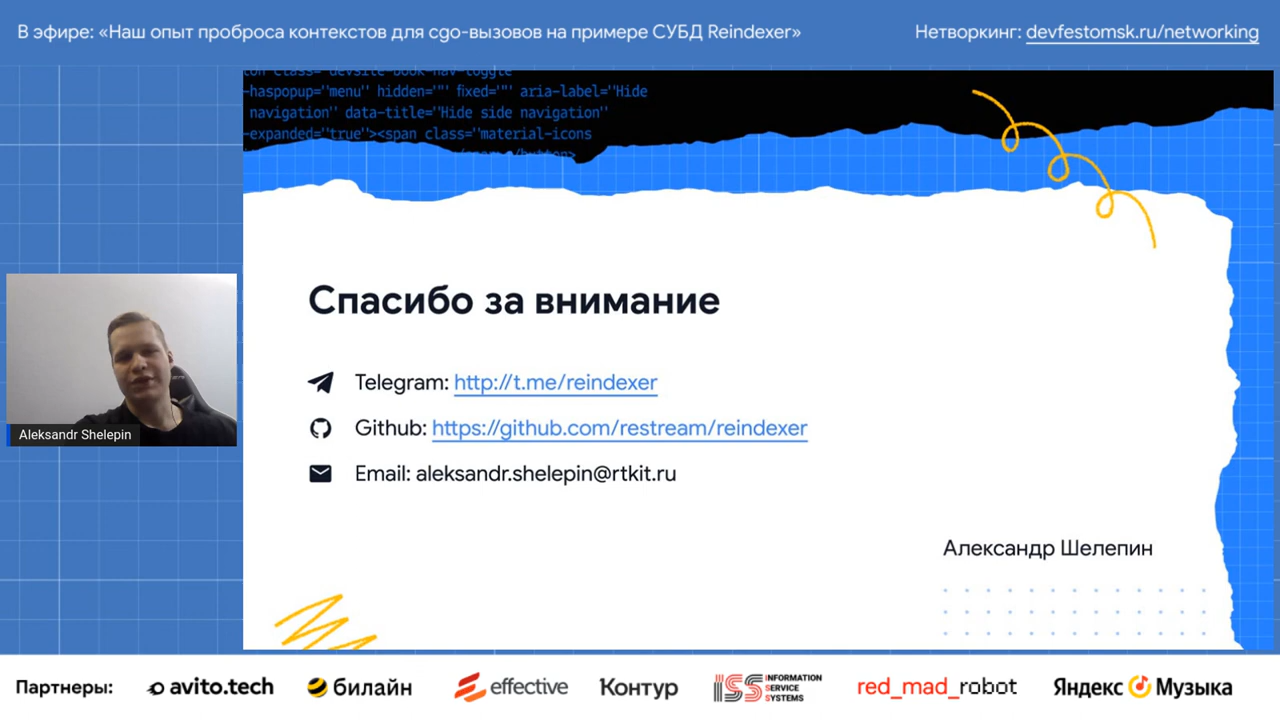 В эфире: «Наш опыт проброса контекстов для cgo-вызовов на примере СУБД Reindexer»
Нетворкинг: devfestomsk.ru/networking
-haspopup="menu" hidden="" fixed="" aria-label="Hide
navigation" data-title="Hide side navigation"
-expanded="true"><span class="material-icons
Спасибо за внимание
Telegram: http://t.me/reindexer
Github: https://github.com/restream/reindexer
Email: aleksandr.shelepin@rtkit.ru
Aleksandr Shelepin
Александр Шелепин
Партнеры:
avito.tech
билайн
effective
Контур
ISS INFORMATION SERVICE SYSTEMS
red_mad_robot
Яндекс Музыка